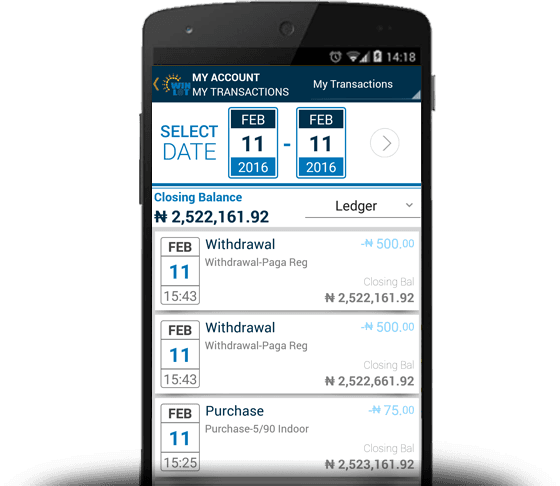 14:18
WIN
LOT
MY ACCOUNT
MY TRANSACTIONS
My Transactions
SELECT
DATE
FEB
11
2016
-
FEB
11
2016
Closing Balance
₦ 2,522,161.92
Ledger
FEB
11
15:43
Withdrawal
Withdrawal-Paga Reg
-₦ 500.00
Closing Bal
₦ 2,522,161.92
FEB
11
15:43
Withdrawal
Withdrawal-Paga Reg
-₦ 500.00
Closing Bal
₦ 2,522,661.92
FEB
11
15:25
Purchase
Purchase-5/90 Indoor
-₦ 75.00
Closing Bal
₦ 2,523,161.92